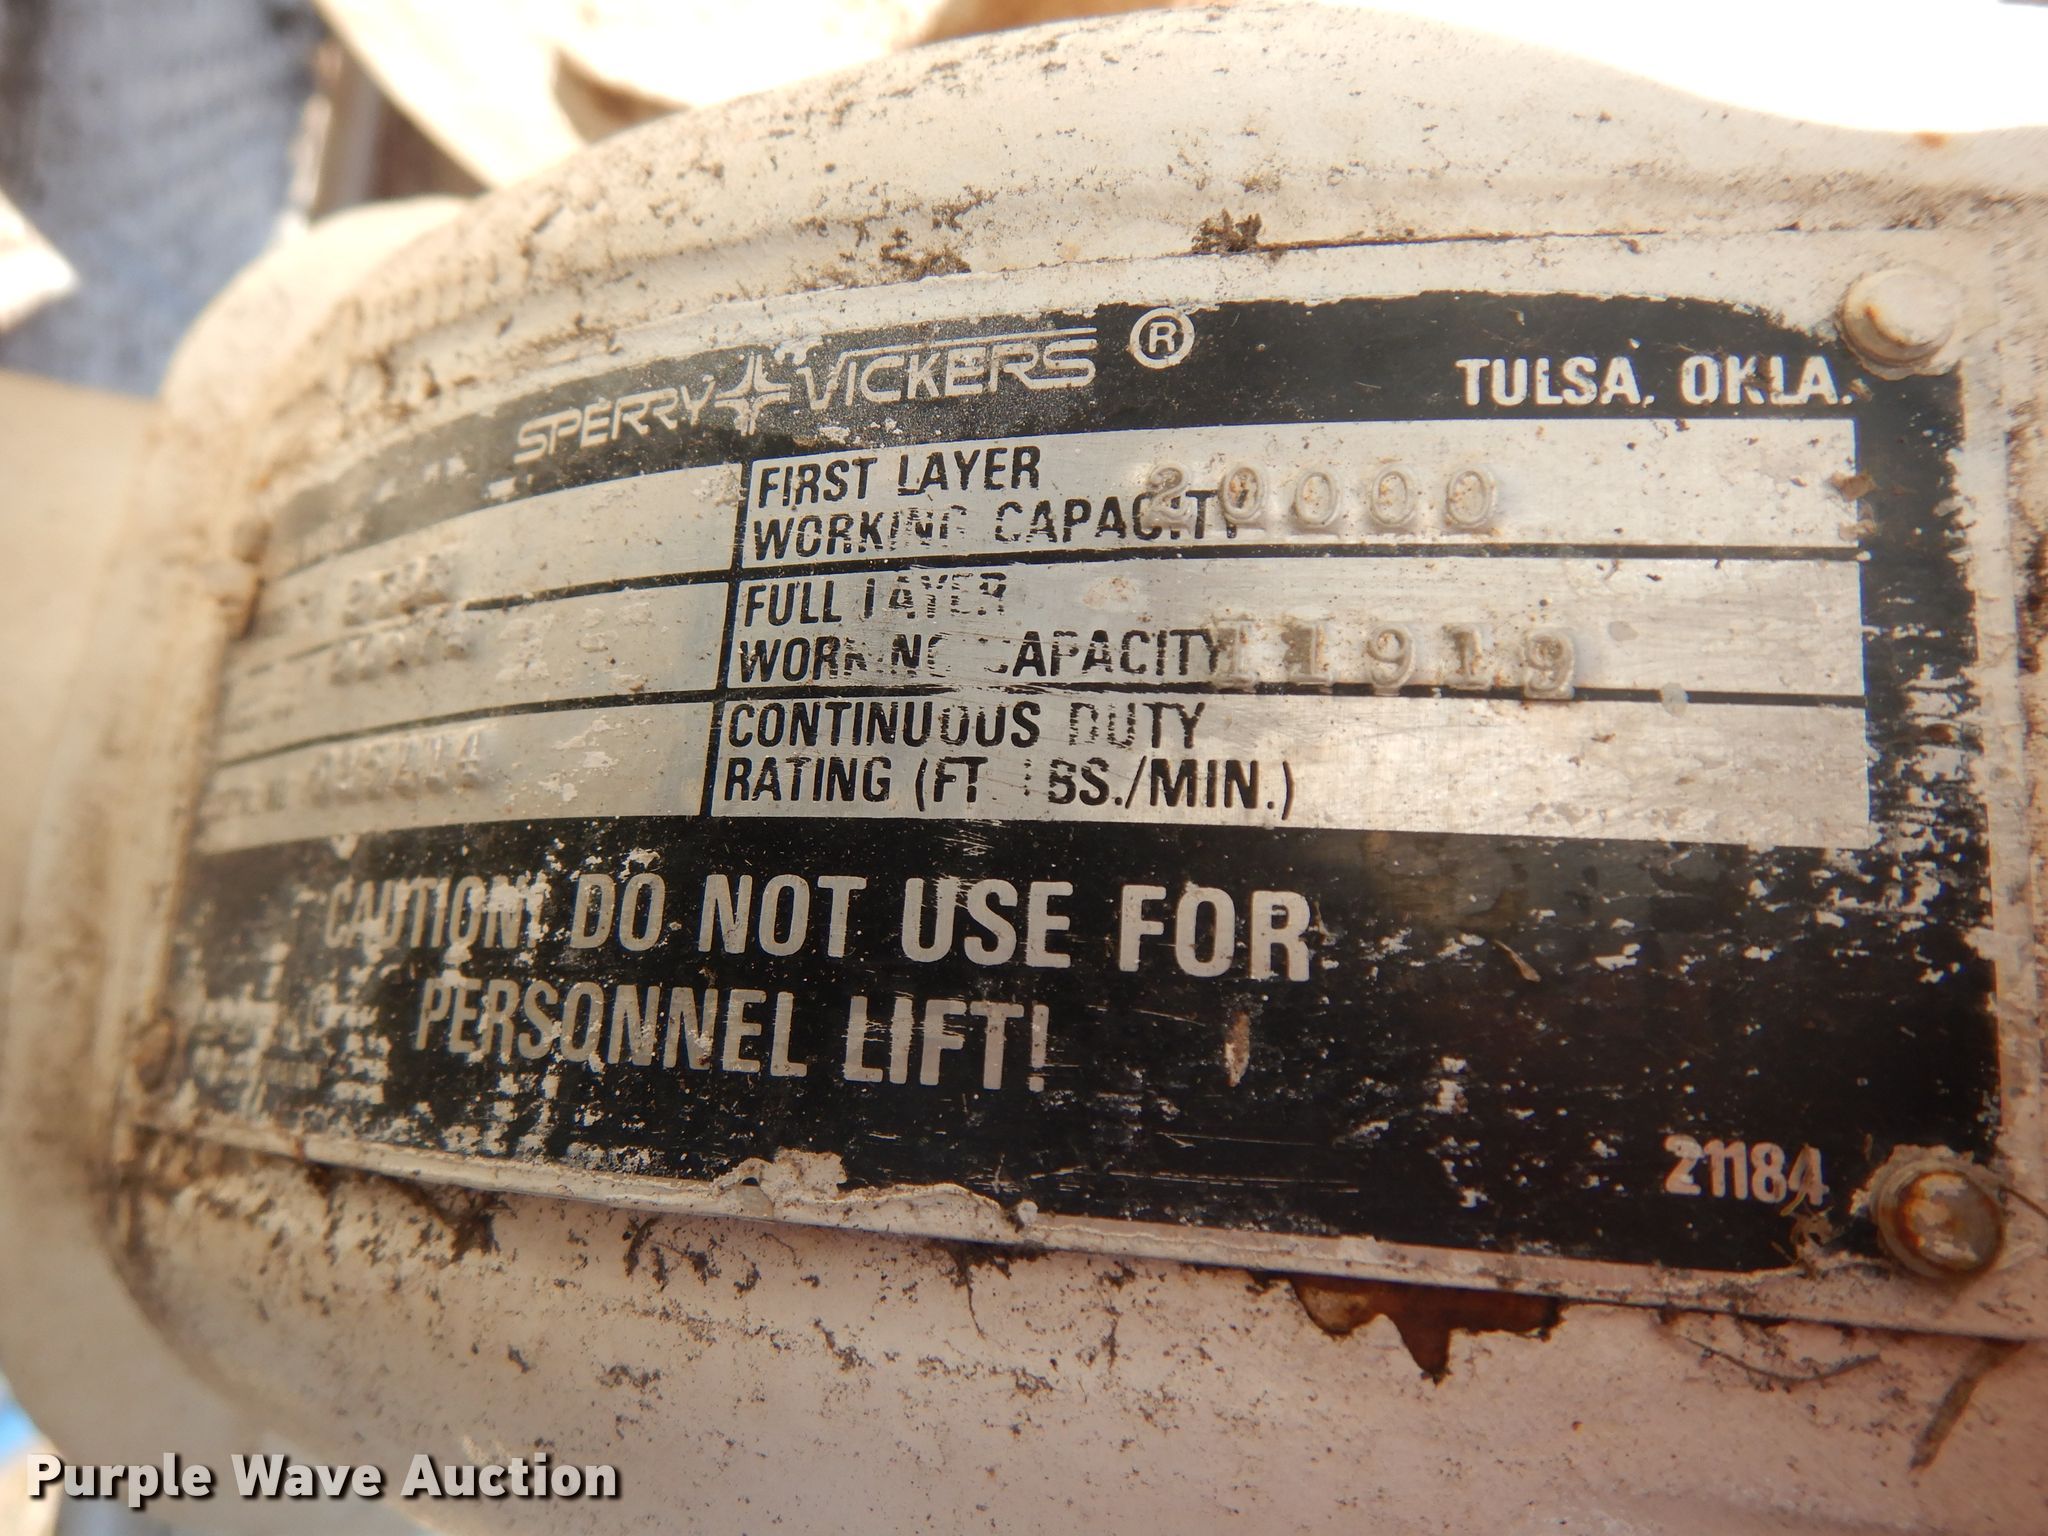 SPERRY VICKERS ®
TULSA, OKLA.
FIRST LAYER
WORKING CAPACITY 20000
FULL LAYER
WORKING CAPACITY 11919
CONTINUOUS DUTY
RATING (FT. LBS./MIN.)
CAUTION! DO NOT USE FOR
PERSONNEL LIFT!
21184
Purple Wave Auction